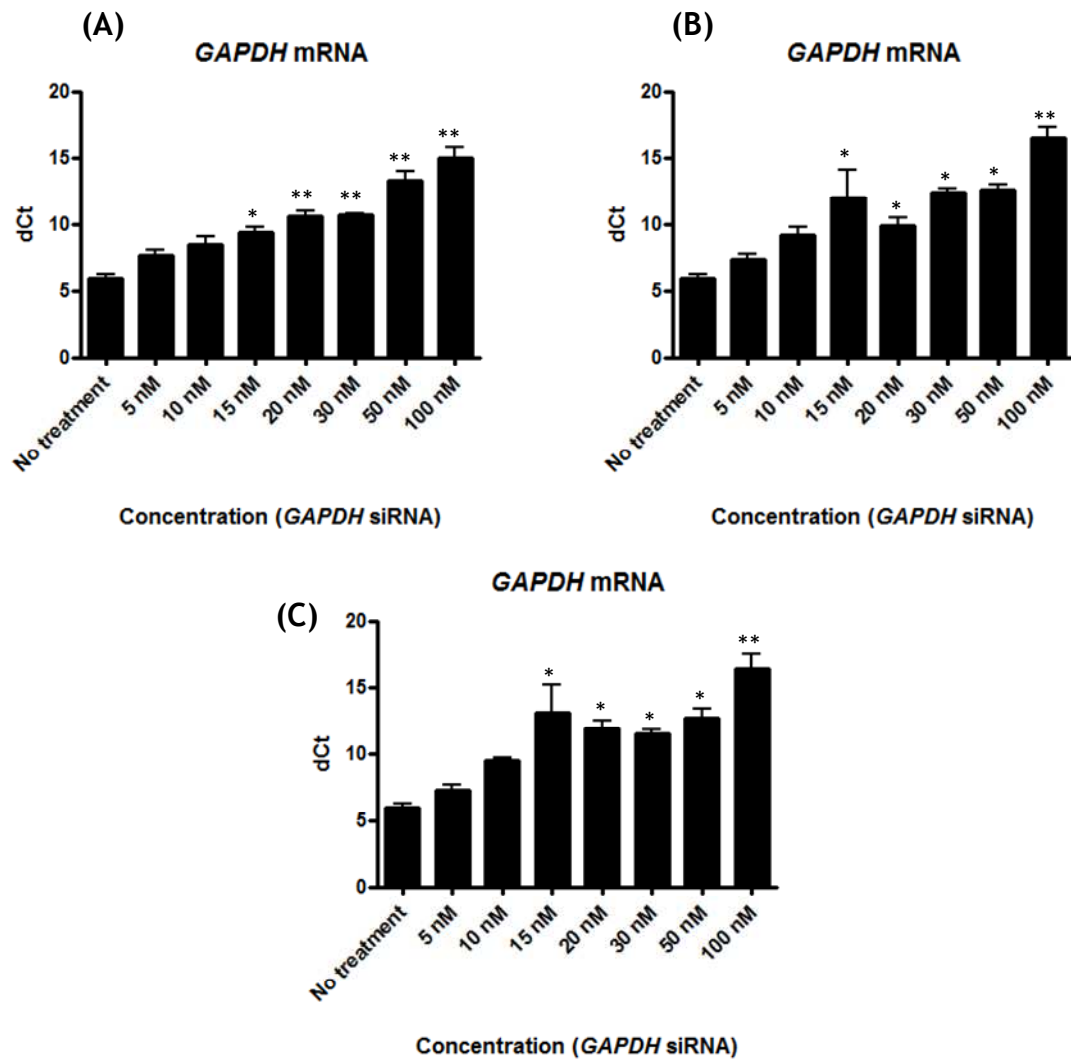 (A)
GAPDH mRNA
20
15
10
5
0
dCt
*
**
**
**
**
No treatment
5 nM
10 nM
15 nM
20 nM
30 nM
50 nM
100 nM
Concentration (GAPDH siRNA)
(B)
GAPDH mRNA
20
15
10
5
0
dCt
*
*
*
*
**
No treatment
5 nM
10 nM
15 nM
20 nM
30 nM
50 nM
100 nM
Concentration (GAPDH siRNA)
(C)
GAPDH mRNA
20
15
10
5
0
dCt
*
*
*
*
**
No treatment
5 nM
10 nM
15 nM
20 nM
30 nM
50 nM
100 nM
Concentration (GAPDH siRNA)